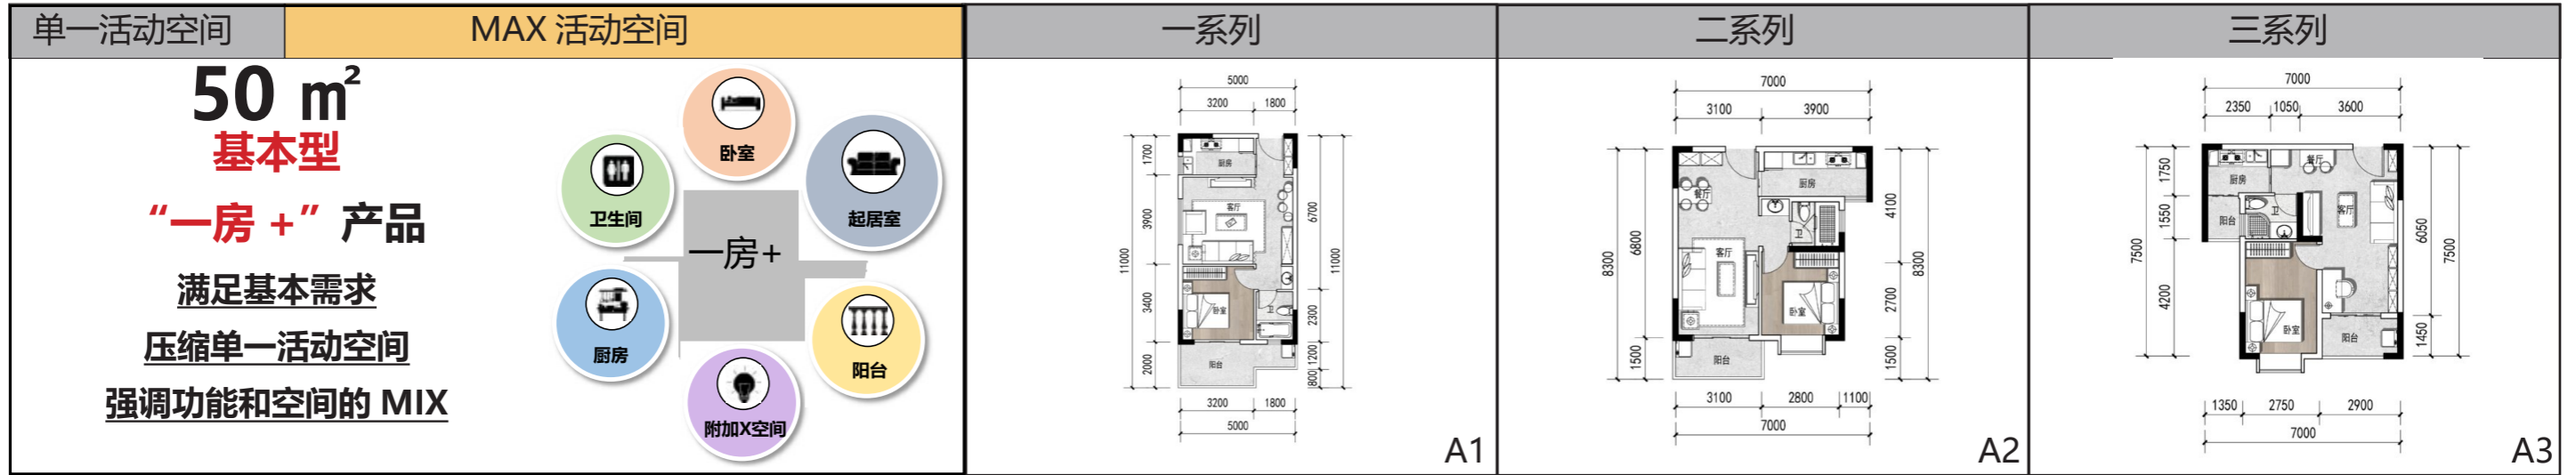 单一活动空间
MAX 活动空间
一系列
二系列
三系列
50 ㎡
基本型
“一房 +”产品
满足基本需求
压缩单一活动空间
强调功能和空间的 MIX
卧室
卫生间
起居室
一房+
厨房
阳台
附加X空间
5000
3200
1800
1700
3900
3400
2000
11000
6700
2300
1200
800
11000
厨房
客厅
卧室
卫
阳台
3200
1800
5000
A1
7000
3100
3900
8300
6800
1500
4100
2700
1500
8300
餐厅
厨房
卫
客厅
卧室
阳台
3100
2800
1100
7000
A2
7000
2350
1050
3600
7500
1750
1550
4200
6050
1450
7500
厨房
餐厅
阳台
卫
客厅
卧室
阳台
1350
2750
2900
7000
A3